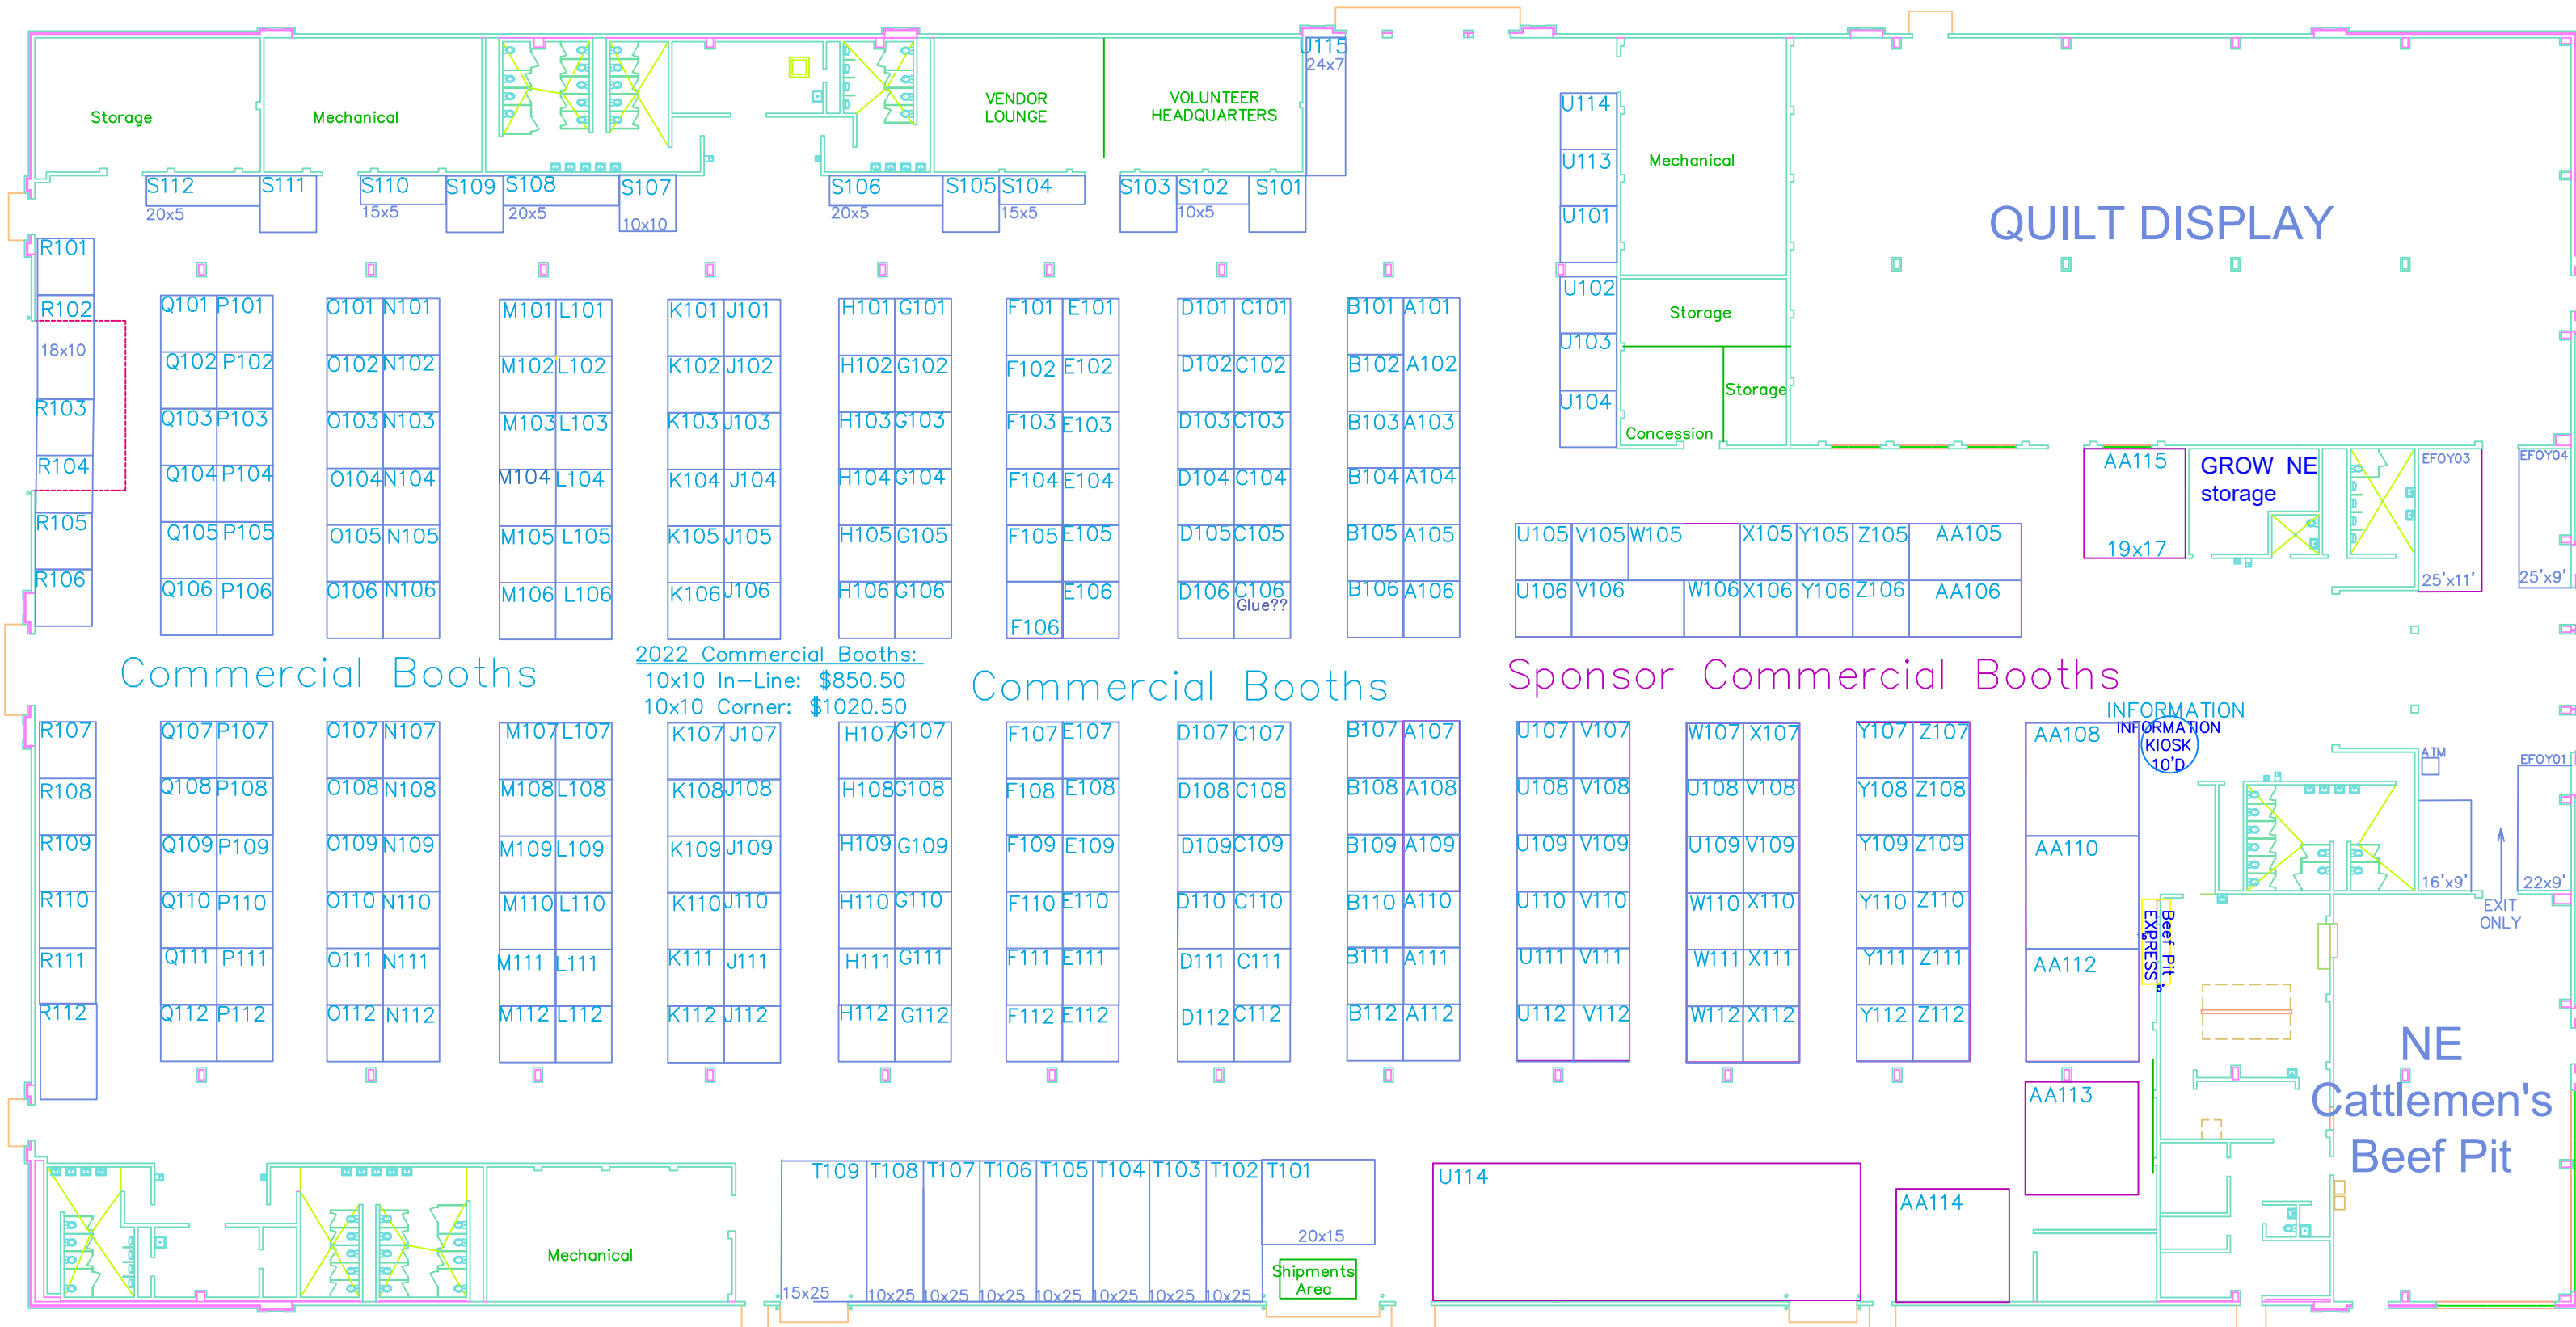 U115
24x7
Storage
Mechanical
VENDOR
LOUNGE
VOLUNTEER
HEADQUARTERS
U114
Mechanical
U113
S112 S111 S110 S109 S108 S107 S106 S105 S104 S103 S102 S101
20x5 15x5 20x5 10x10 20x5 15x5 10x5
U101
QUILT DISPLAY
R101
U102
R102 Q101 P101 O101 N101 M101 L101 K101 J101 H101 G101 F101 E101 D101 C101 B101 A101
Storage
18x10
U103
Q102 P102 O102 N102 M102 L102 K102 J102 H102 G102 F102 E102 D102 C102 B102 A102
Storage
U104
R103 Q103 P103 O103 N103 M103 L103 K103 J103 H103 G103 F103 E103 D103 C103 B103 A103
Concession
R104 Q104 P104 O104 N104 M104 L104 K104 J104 H104 G104 F104 E104 D104 C104 B104 A104
AA115
19x17
GROW NE
storage
EFOY03
25'x11'
EFOY04
25'x9'
R105 Q105 P105 O105 N105 M105 L105 K105 J105 H105 G105 F105 E105 D105 C105 B105 A105 U105 V105 W105 X105 Y105 Z105 AA105
R106 Q106 P106 O106 N106 M106 L106 K106 J106 H106 G106 F106 E106 D106 C106 B106 A106 U106 V106 W106 X106 Y106 Z106 AA106
Glue??
Commercial Booths
2022 Commercial Booths:
10x10 In-Line: $850.50
10x10 Corner: $1020.50
Commercial Booths
Sponsor Commercial Booths
INFORMATION
INFORMATION
KIOSK
10'D
R107 Q107 P107 O107 N107 M107 L107 K107 J107 H107 G107 F107 E107 D107 C107 B107 A107 U107 V107 W107 X107 Y107 Z107 AA108
ATM
EFOY01
R108 Q108 P108 O108 N108 M108 L108 K108 J108 H108 G108 F108 E108 D108 C108 B108 A108 U108 V108 U108 V108 Y108 Z108
R109 Q109 P109 O109 N109 M109 L109 K109 J109 H109 G109 F109 E109 D109 C109 B109 A109 U109 V109 U109 V109 Y109 Z109 AA110
16'x9'
22x9'
EXIT
ONLY
R110 Q110 P110 O110 N110 M110 L110 K110 J110 H110 G110 F110 E110 D110 C110 B110 A110 U110 V110 W110 X110 Y110 Z110
Beef Pit
EXPRESS
15'
5'
R111 Q111 P111 O111 N111 M111 L111 K111 J111 H111 G111 F111 E111 D111 C111 B111 A111 U111 V111 W111 X111 Y111 Z111 AA112
R112 Q112 P112 O112 N112 M112 L112 K112 J112 H112 G112 F112 E112 D112 C112 B112 A112 U112 V112 W112 X112 Y112 Z112
NE
Cattlemen's
Beef Pit
AA113
T109 T108 T107 T106 T105 T104 T103 T102 T101
U114
AA114
20x15
Mechanical
Shipments
Area
15x25 10x25 10x25 10x25 10x25 10x25 10x25 10x25